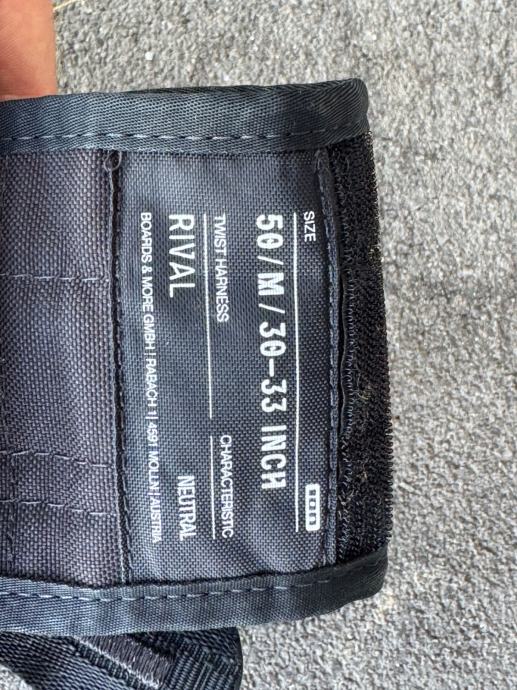 SIZE
50/M/30-33 INCH
TWIST HARNESS
CHARACTERISTIC
RIVAL
NEUTRAL
BOARDS & MORE GMBH | RABACH 1 | 4591 MOLLN | AUSTRIA